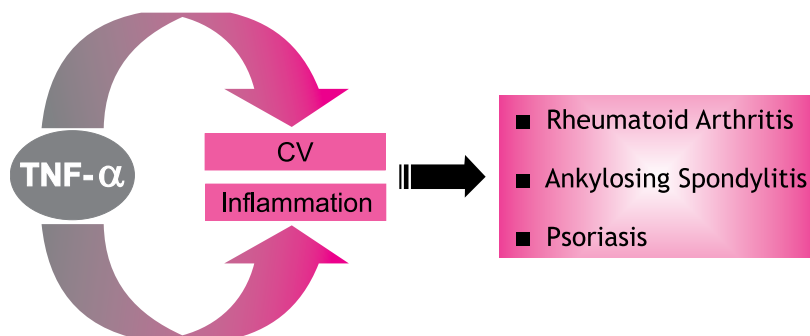 TNF-α
CV
Inflammation
■ Rheumatoid Arthritis
■ Ankylosing Spondylitis
■ Psoriasis